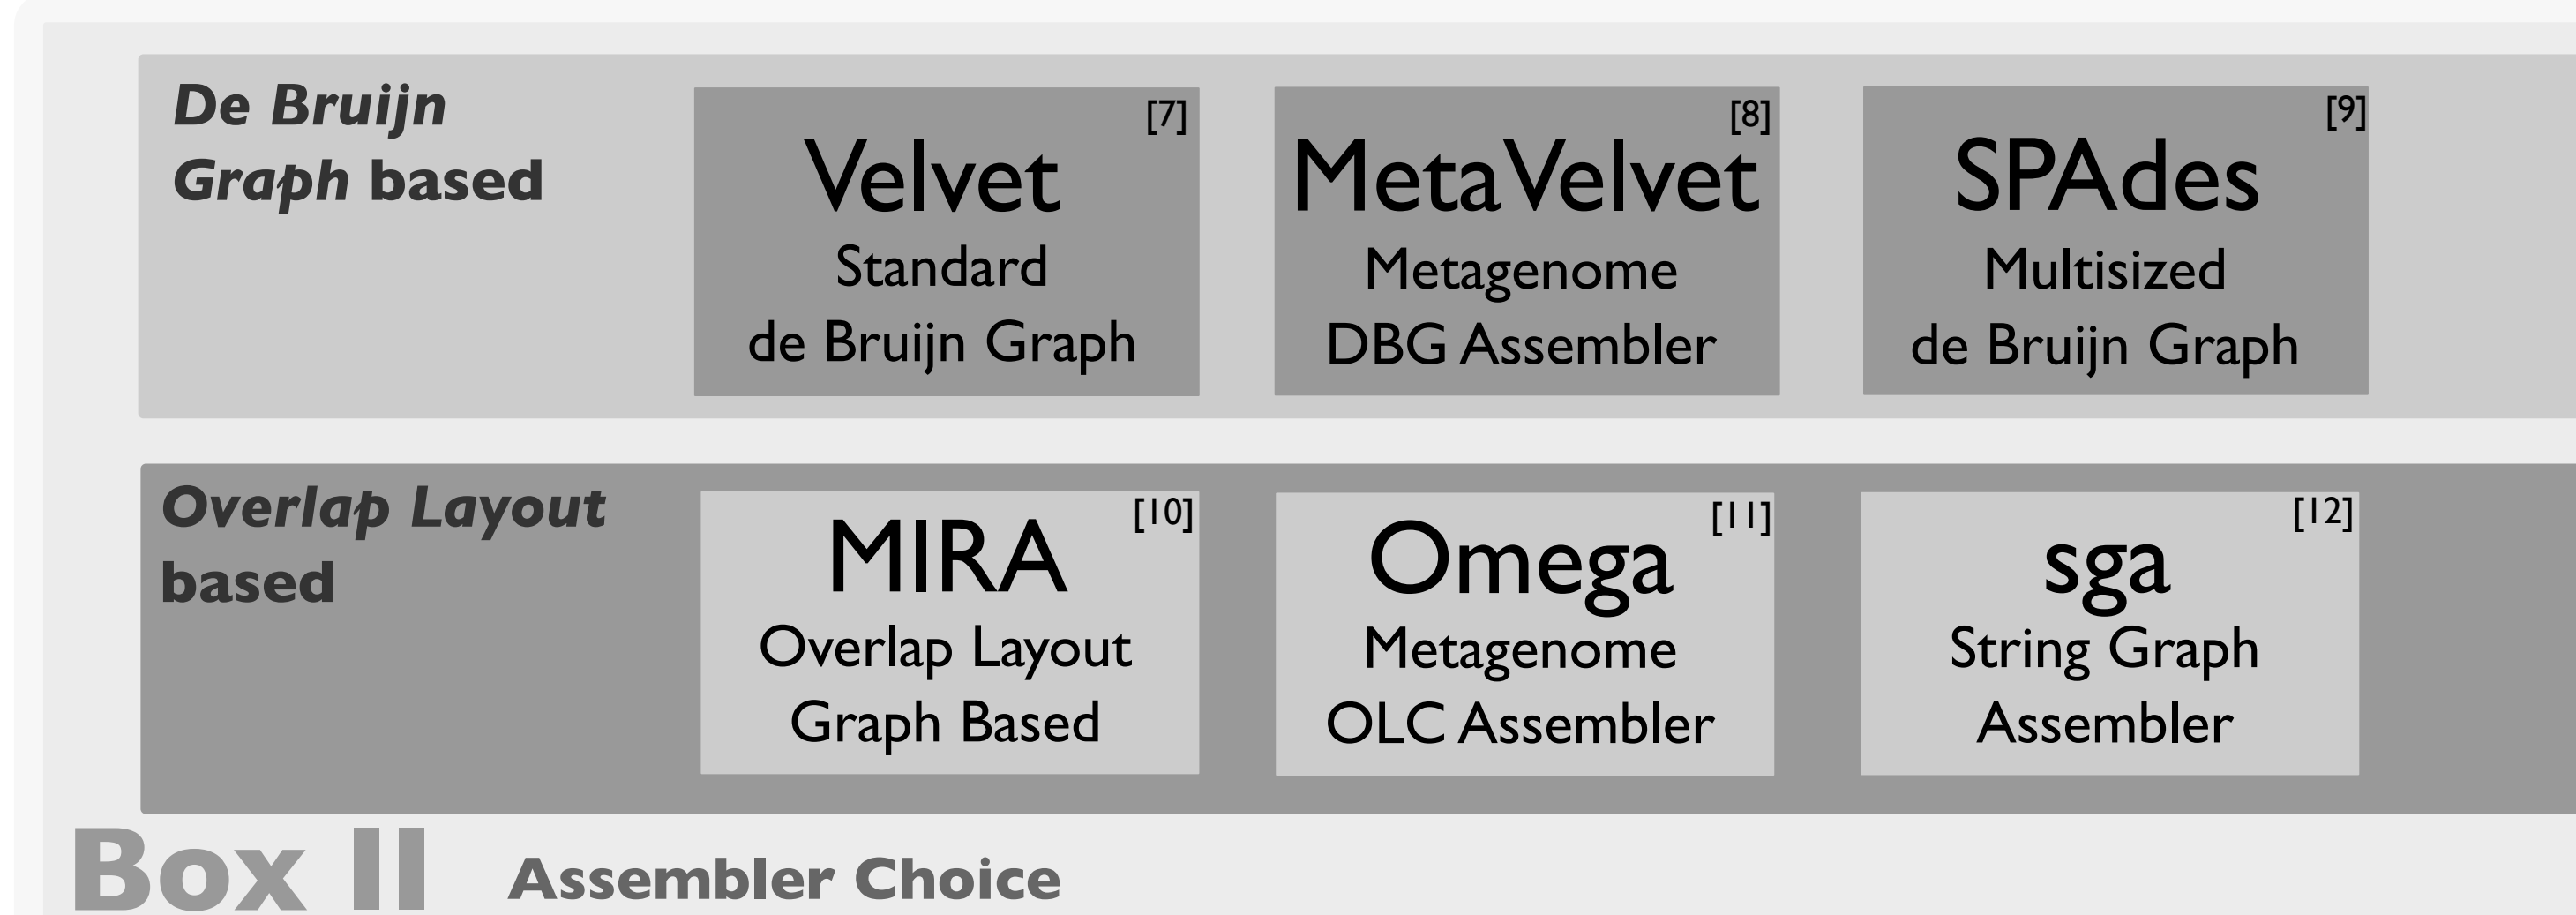 De Bruijn
Graph based
[7]
Velvet
Standard
de Bruijn Graph
[8]
MetaVelvet
Metagenome
DBG Assembler
[9]
SPAdes
Multisized
de Bruijn Graph
Overlap Layout
based
[10]
MIRA
Overlap Layout
Graph Based
[11]
Omega
Metagenome
OLC Assembler
[12]
sga
String Graph
Assembler
Box II
Assembler Choice